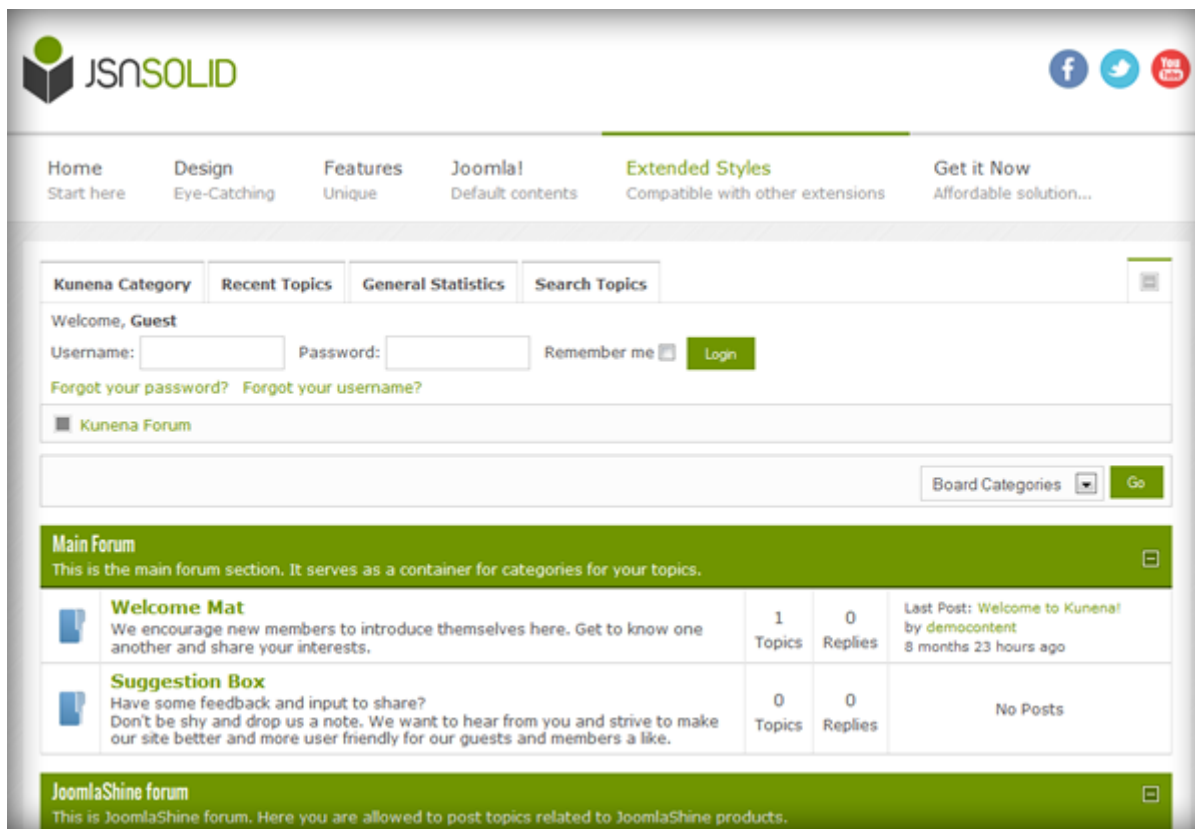 JSNSOLID
f
You
Tube
Home Design Features Joomla! Extended Styles Get it Now
Start here Eye-Catching Unique Default contents Compatible with other extensions Affordable solution...
Kunena Category Recent Topics General Statistics Search Topics
Welcome, Guest
Username: Password: Remember me Login
Forgot your password? Forgot your username?
Kunena Forum
Board Categories Go
Main Forum
This is the main forum section. It serves as a container for categories for your topics.
Welcome Mat
We encourage new members to introduce themselves here. Get to know one
another and share your interests.
1 0
Topics Replies
Last Post: Welcome to Kunena!
by democontent
8 months 23 hours ago
Suggestion Box
Have some feedback and input to share?
Don't be shy and drop us a note. We want to hear from you and strive to make
our site better and more user friendly for our guests and members a like.
0 0
Topics Replies
No Posts
JoomlaShine forum
This is JoomlaShine forum. Here you are allowed to post topics related to JoomlaShine products.